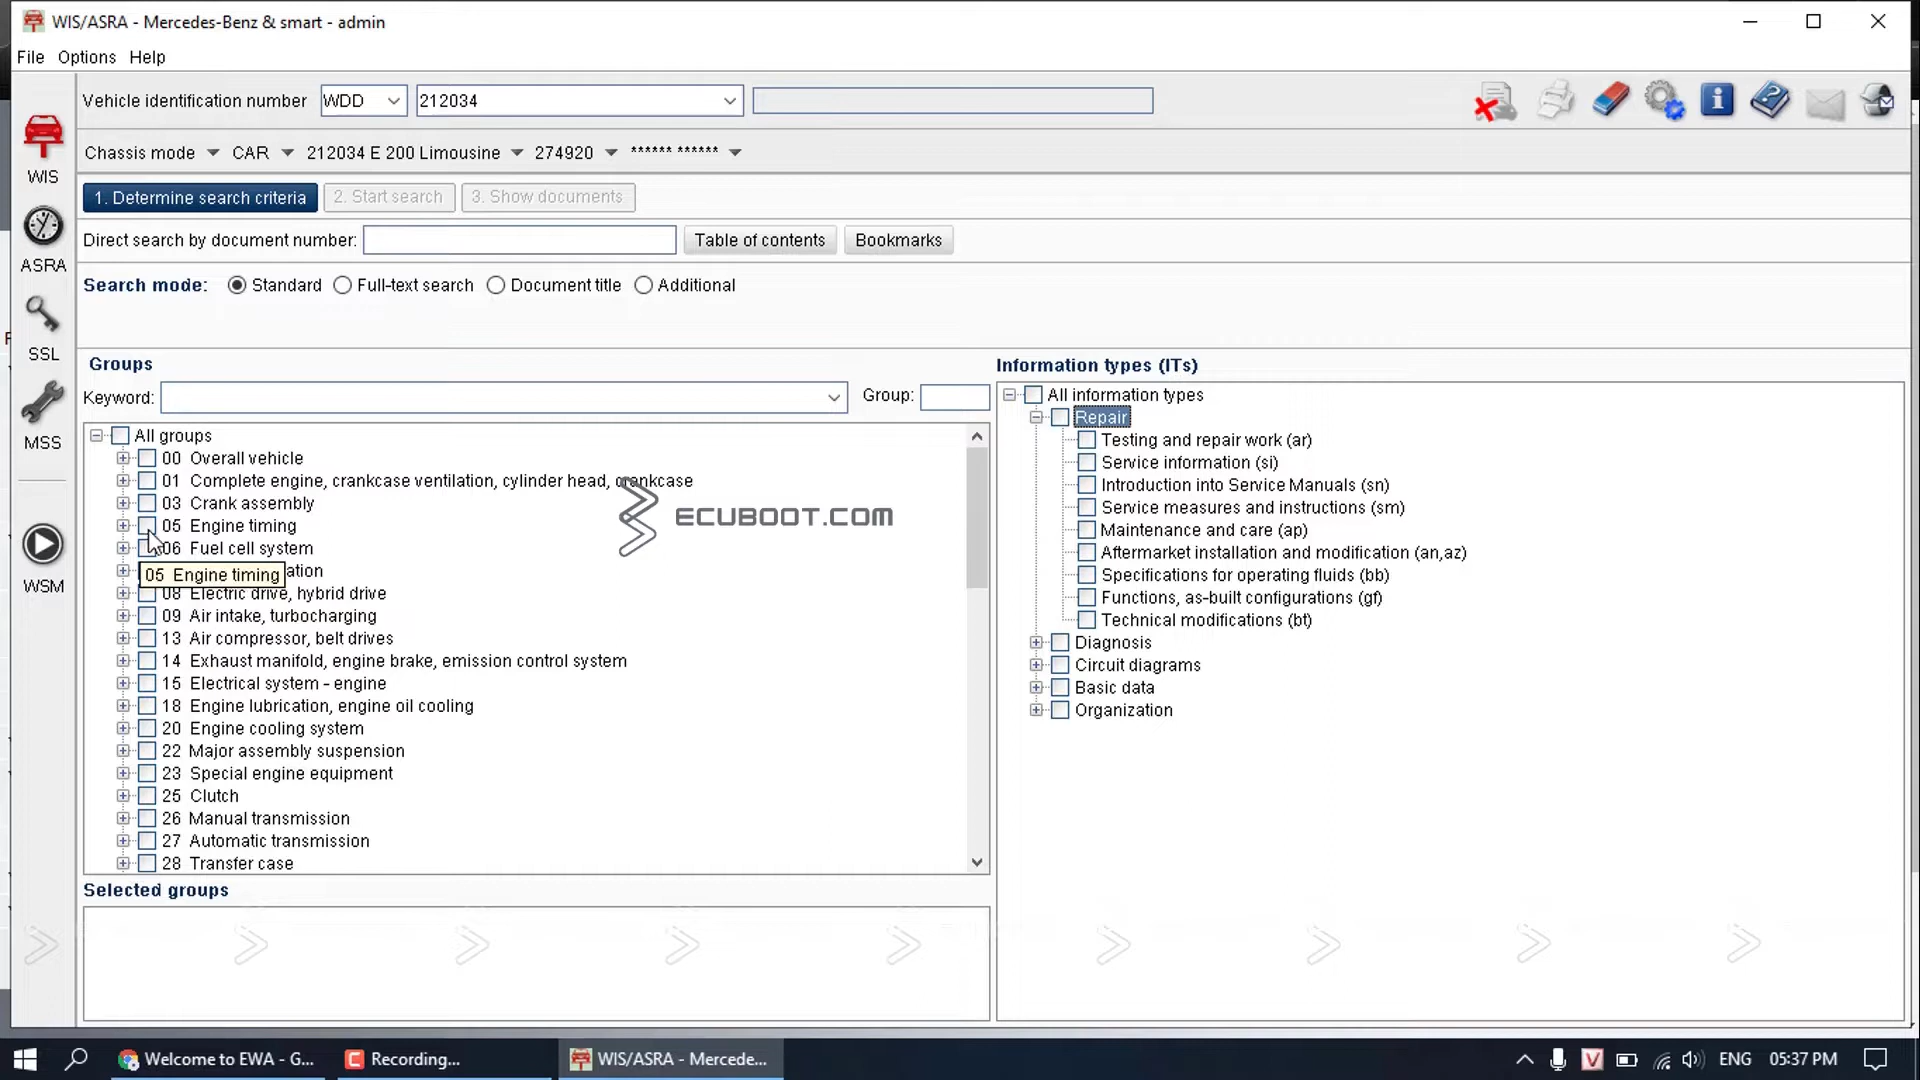 WIS/ASRA - Mercedes-Benz & smart - admin
File Options Help
Vehicle identification number WDD 212034
Chassis mode CAR 212034 E 200 Limousine 274920 ****** ******
WIS
1. Determine search criteria 2. Start search 3. Show documents
Direct search by document number: Table of contents Bookmarks
ASRA
Search mode: Standard Full-text search Document title Additional
SSL
MSS
WSM
Groups
Keyword: Group:
All groups
00 Overall vehicle
01 Complete engine, crankcase ventilation, cylinder head, crankcase
03 Crank assembly
05 Engine timing
06 Fuel cell system
05 Engine timing
ation
08 Electric drive, hybrid drive
09 Air intake, turbocharging
13 Air compressor, belt drives
14 Exhaust manifold, engine brake, emission control system
15 Electrical system - engine
18 Engine lubrication, engine oil cooling
20 Engine cooling system
22 Major assembly suspension
23 Special engine equipment
25 Clutch
26 Manual transmission
27 Automatic transmission
28 Transfer case
ECUBOOT.COM
Selected groups
Information types (ITs)
All information types
Repair
Testing and repair work (ar)
Service information (si)
Introduction into Service Manuals (sn)
Service measures and instructions (sm)
Maintenance and care (ap)
Aftermarket installation and modification (an,az)
Specifications for operating fluids (bb)
Functions, as-built configurations (gf)
Technical modifications (bt)
Diagnosis
Circuit diagrams
Basic data
Organization
Welcome to EWA - G... Recording... WIS/ASRA - Mercede... V ENG 05:37 PM